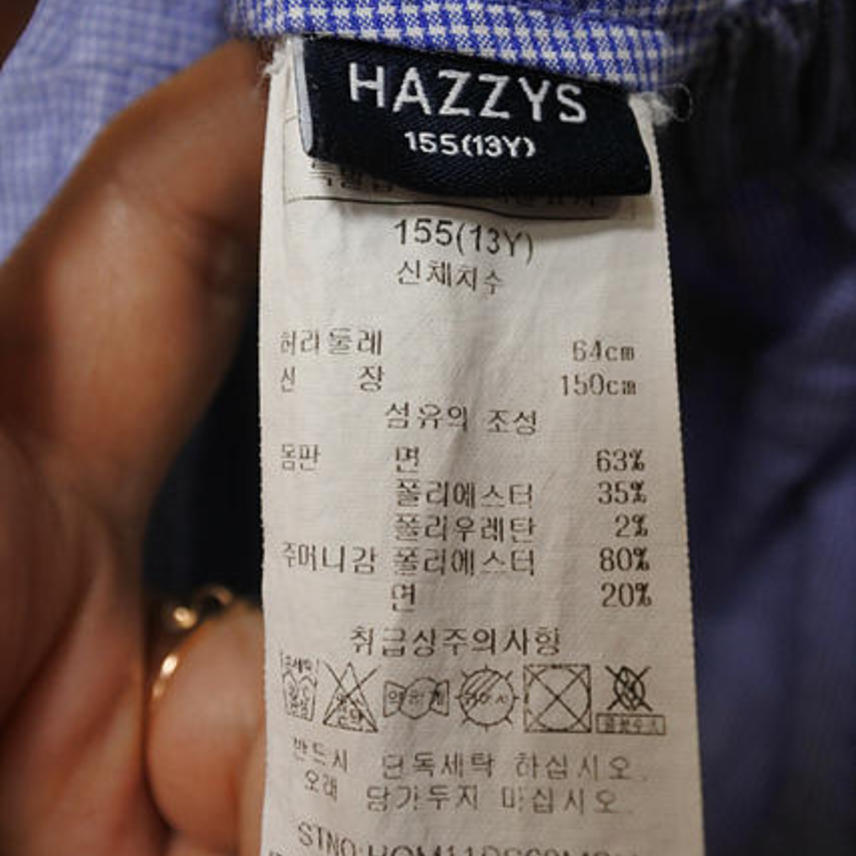 HAZZYS
155(13Y)
155(13Y)
신체치수
허리둘레 64cm
신 장 150cm
섬유의 조성
몸판 면 63%
폴리에스터 35%
폴리우레탄 2%
주머니감 폴리에스터 80%
면 20%
취급상주의사항
약하게
반드시 단독세탁 하십시오.
오래 담가두지 마십시오.